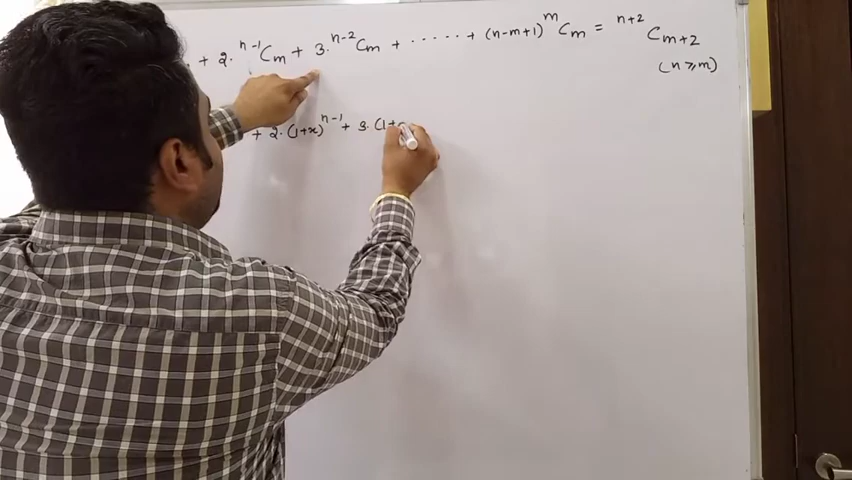 + 2. ⁿ⁻¹Cₘ + 3. ⁿ⁻²Cₘ + ...... + (n-m+1) ᵐCₘ = ⁿ⁺²Cₘ₊₂
(n ≥ m)
+ 2. (1+x)ⁿ⁻¹ + 3. (1+